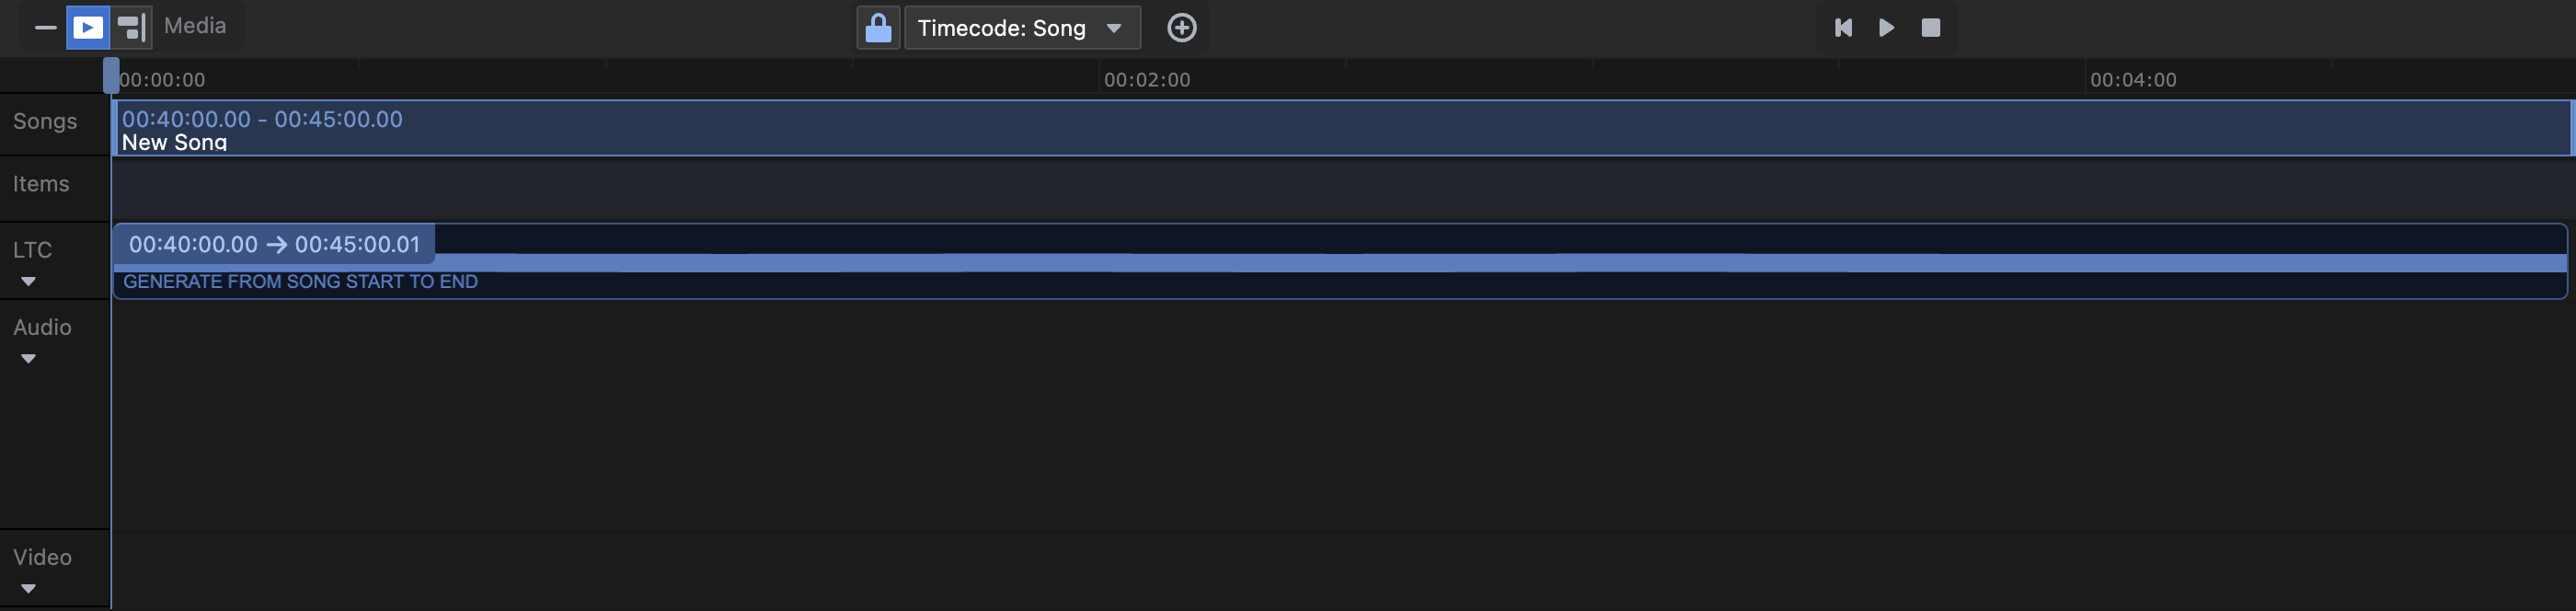 Media
Timecode: Song
00:00:00
00:02:00
00:04:00
Songs
00:40:00.00 - 00:45:00.00
New Song
Items
LTC
00:40:00.00 → 00:45:00.01
GENERATE FROM SONG START TO END
Audio
Video